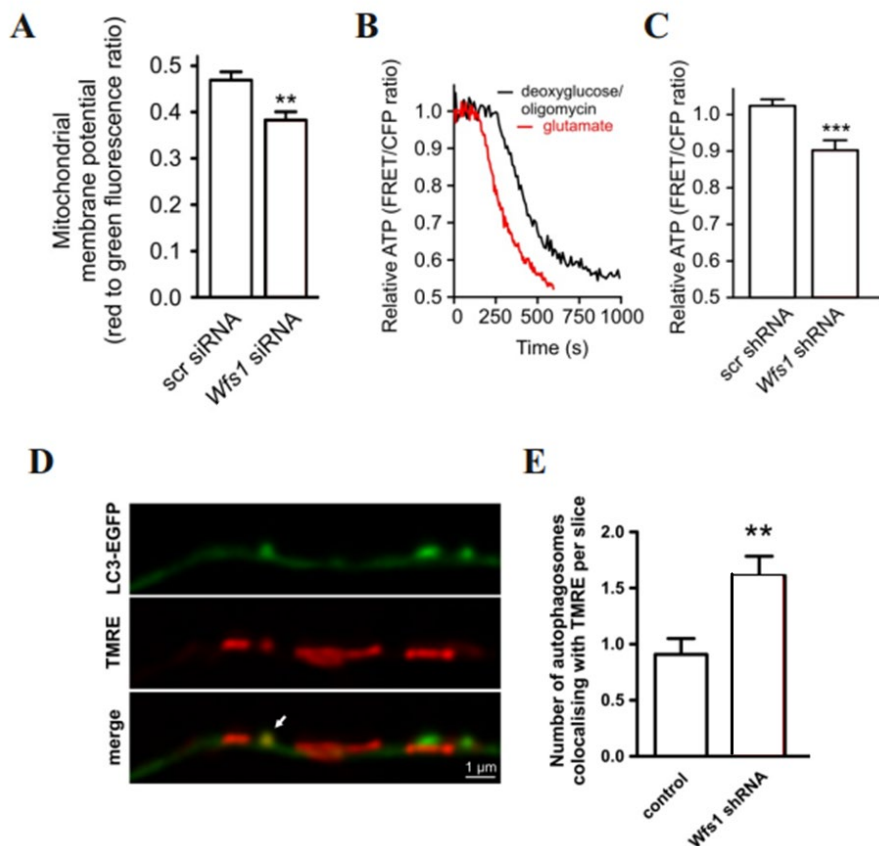 A
Mitochondrial
membrane potential
(red to green fluorescence ratio)
0.5
0.4
0.3
0.2
0.1
0.0
**
scr siRNA
Wfs1 siRNA
B
Relative ATP (FRET/CFP ratio)
1.0
0.9
0.8
0.7
0.6
0.5
deoxyglucose/
oligomycin
glutamate
0 250 500 750 1000
Time (s)
C
Relative ATP (FRET/CFP ratio)
1.0
0.9
0.8
0.7
0.6
0.5
***
scr shRNA
Wfs1 shRNA
D
LC3-EGFP
TMRE
merge
1 µm
E
Number of autophagosomes
colocalising with TMRE per slice
2.0
1.5
1.0
0.5
0.0
**
control
Wfs1 shRNA